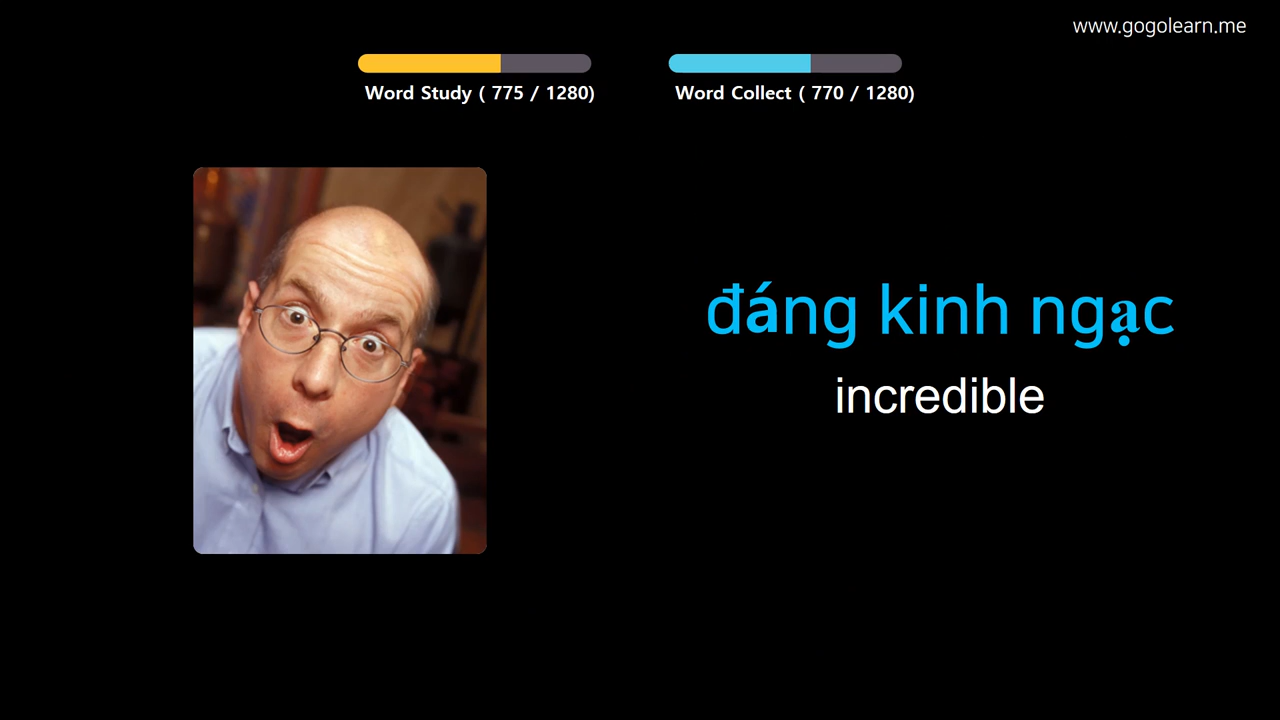 www.gogolearn.me
Word Study ( 775 / 1280)
Word Collect ( 770 / 1280)
đáng kinh ngạc
incredible